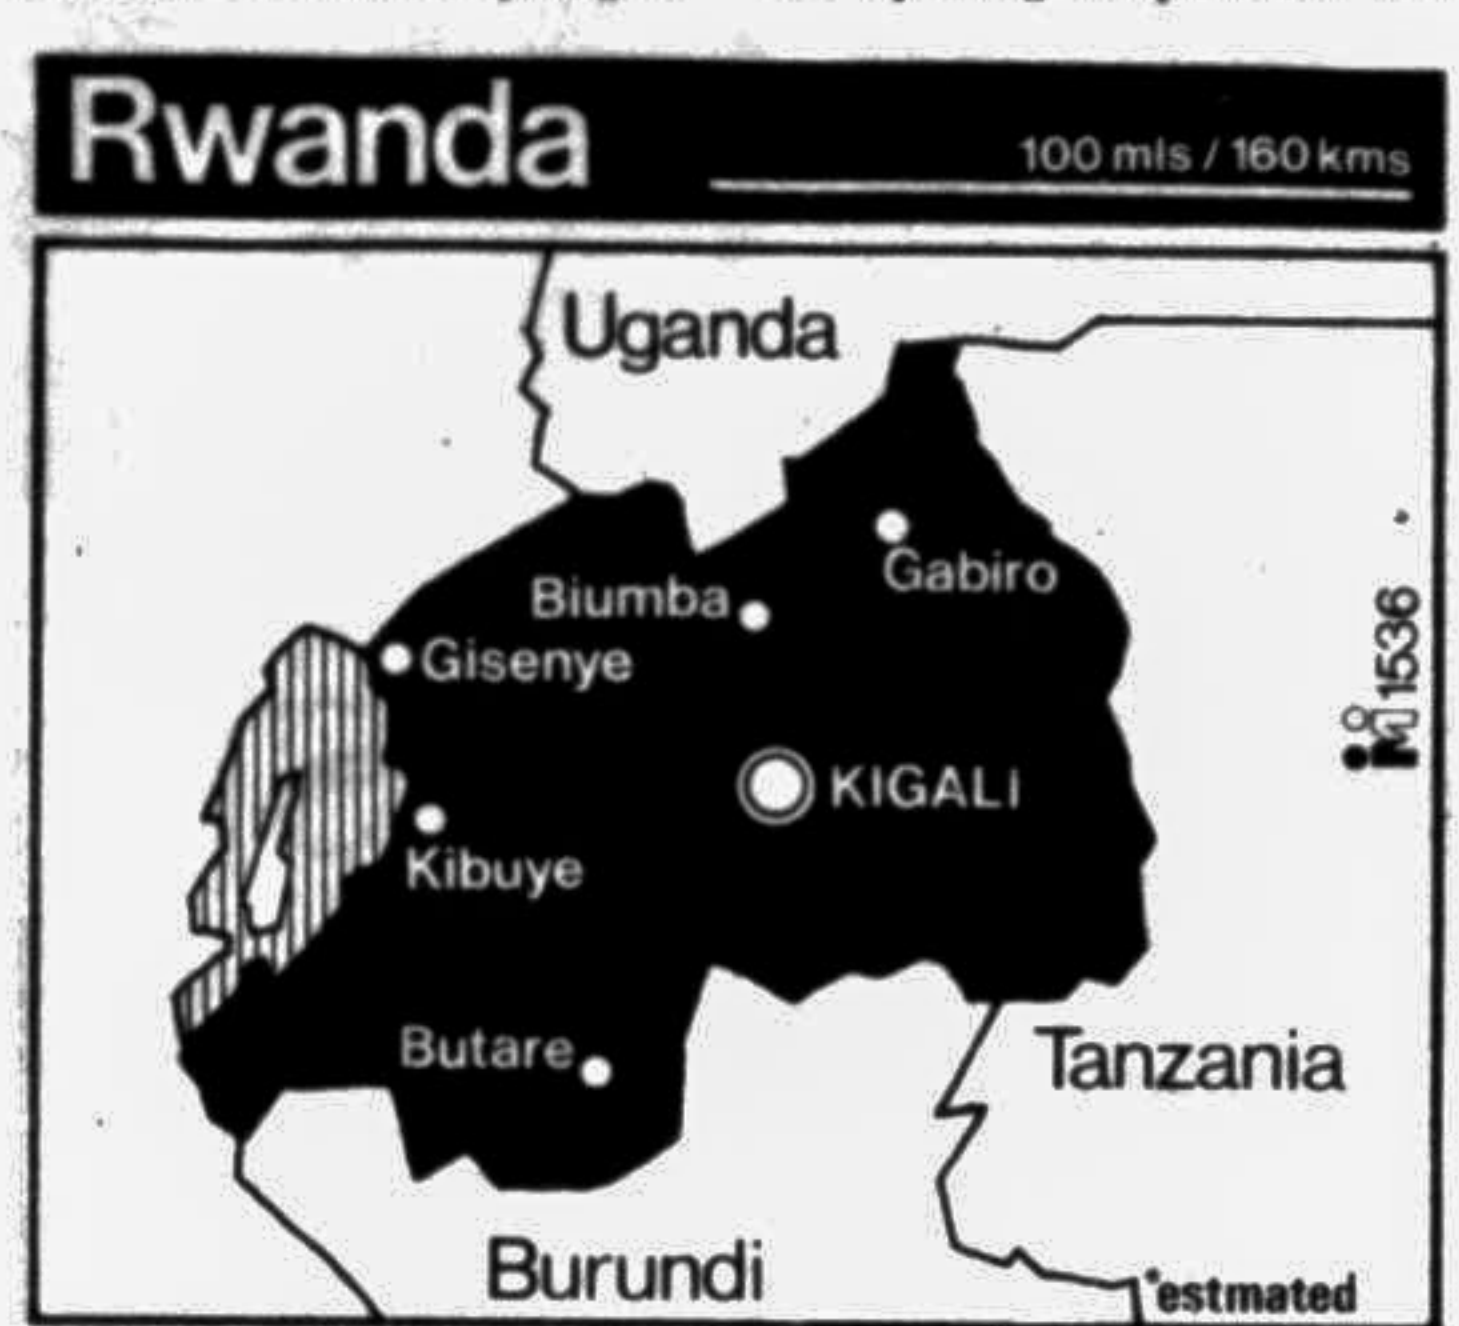 Rwanda
100 mls / 160 kms
Uganda
Gabiro
Biumba
Gisenye
1536
KIGALI
Kibuye
Butare
Tanzania
Burundi
*estmated